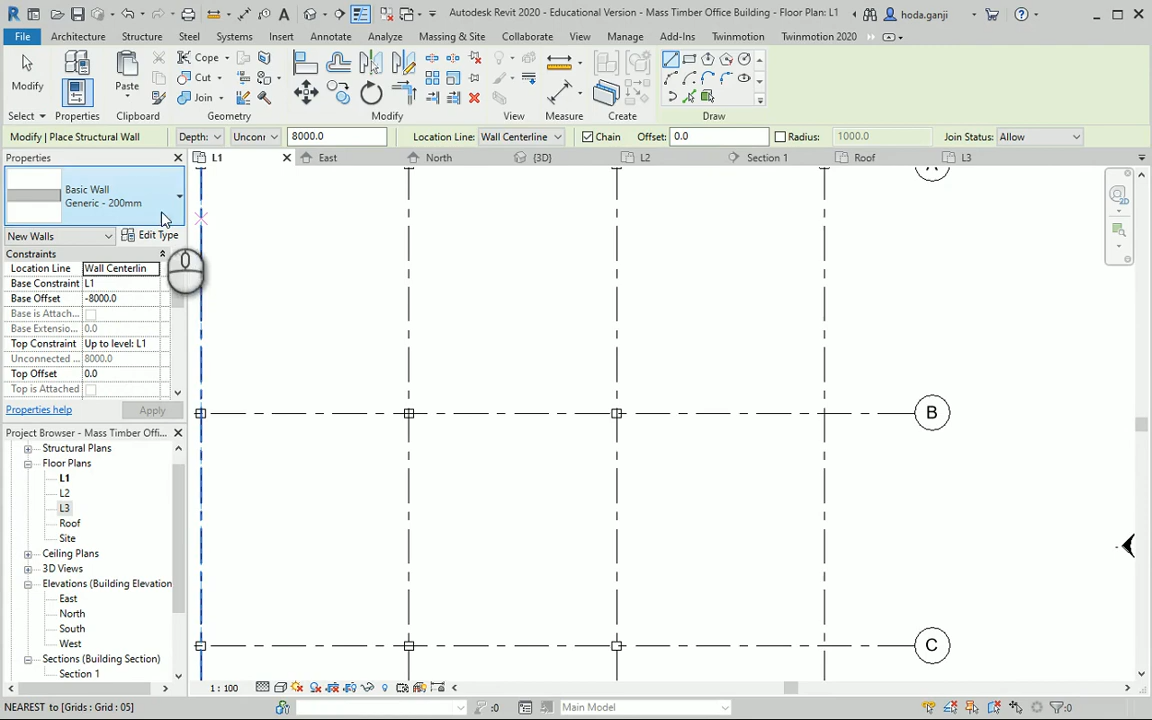 Autodesk Revit 2020 - Educational Version - Mass Timber Office Building - Floor Plan: L1
hoda.ganji
File Architecture Structure Steel Systems Insert Annotate Analyze Massing & Site Collaborate View Manage Add-Ins Twinmotion Twinmotion 2020
Modify
Paste
Cope
Cut
Join
Select Properties Clipboard Geometry Modify View Measure Create Draw
Modify | Place Structural Wall Depth: Unconr 8000.0 Location Line: Wall Centerline Chain Offset: 0.0 Radius: 1000.0 Join Status: Allow
Properties
L1 East North {3D} L2 Section 1 Roof L3
Basic Wall
Generic - 200mm
New Walls Edit Type
Constraints
Location Line Wall Centerlin
Base Constraint L1
Base Offset -8000.0
Base is Attach...
Base Extensio... 0.0
Top Constraint Up to level: L1
Unconnected ... 8000.0
Top Offset 0.0
Top is Attached
Properties help Apply
Project Browser - Mass Timber Offi...
Structural Plans
Floor Plans
L1
L2
L3
Roof
Site
Ceiling Plans
3D Views
Elevations (Building Elevation
East
North
South
West
Sections (Building Section)
Section 1
A
B
C
2D
1 : 100
NEAREST to [Grids : Grid : 05]
:0 Main Model :0